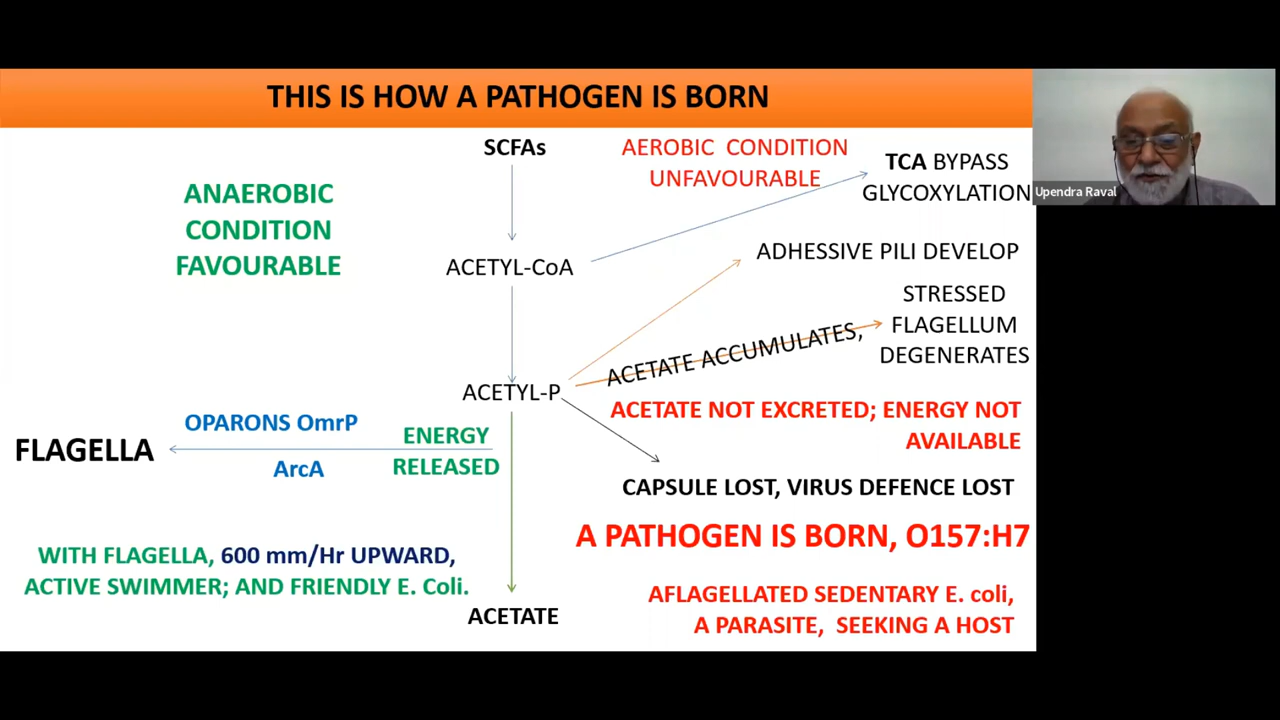 THIS IS HOW A PATHOGEN IS BORN
SCFAs
AEROBIC CONDITION
UNFAVOURABLE
TCA BYPASS
GLYCOXYLATION
Upendra Raval
ANAEROBIC
CONDITION
FAVOURABLE
ACETYL-CoA
ADHESSIVE PILI DEVELOP
STRESSED
FLAGELLUM
DEGENERATES
ACETATE ACCUMULATES,
ACETYL-P
ACETATE NOT EXCRETED; ENERGY NOT
AVAILABLE
OPARONS OmrP
ENERGY
RELEASED
FLAGELLA
ArcA
CAPSULE LOST, VIRUS DEFENCE LOST
A PATHOGEN IS BORN, O157:H7
WITH FLAGELLA, 600 mm/Hr UPWARD,
ACTIVE SWIMMER; AND FRIENDLY E. Coli.
ACETATE
AFLAGELLATED SEDENTARY E. coli,
A PARASITE, SEEKING A HOST